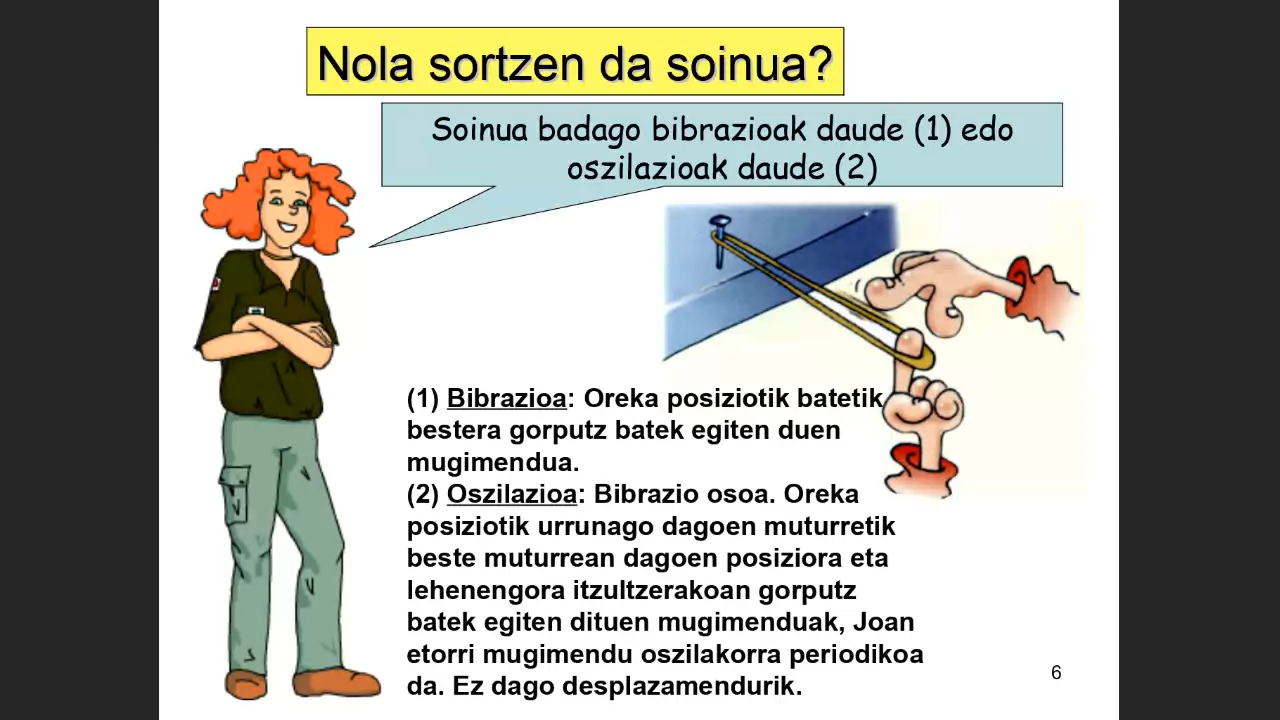 Nola sortzen da soinua?
Soinua badago bibrazioak daude (1) edo
oszilazioak daude (2)
(1) Bibrazioa: Oreka posiziotik batetik
bestera gorputz batek egiten duen
mugimendua.
(2) Oszilazioa: Bibrazio osoa. Oreka
posiziotik urrunago dagoen muturretik
beste muturrean dagoen posiziora eta
lehenengora itzultzerakoan gorputz
batek egiten dituen mugimenduak, Joan
etorri mugimendu oszilakorra periodikoa
da. Ez dago desplazamendurik.
6